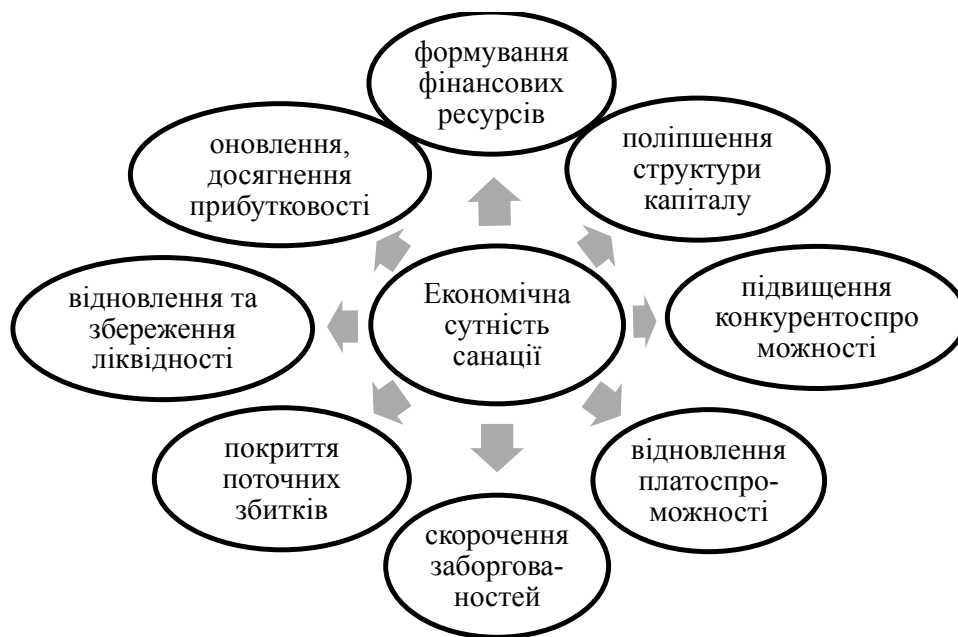 формування
фінансових
ресурсів
оновлення,
досягнення
прибутковості
поліпшення
структури
капіталу
відновлення та
збереження
ліквідності
Економічна
сутність
санації
підвищення
конкурентоспро
можності
покриття
поточних
збитків
відновлення
платоспро-
можності
скорочення
заборгова-
ностей